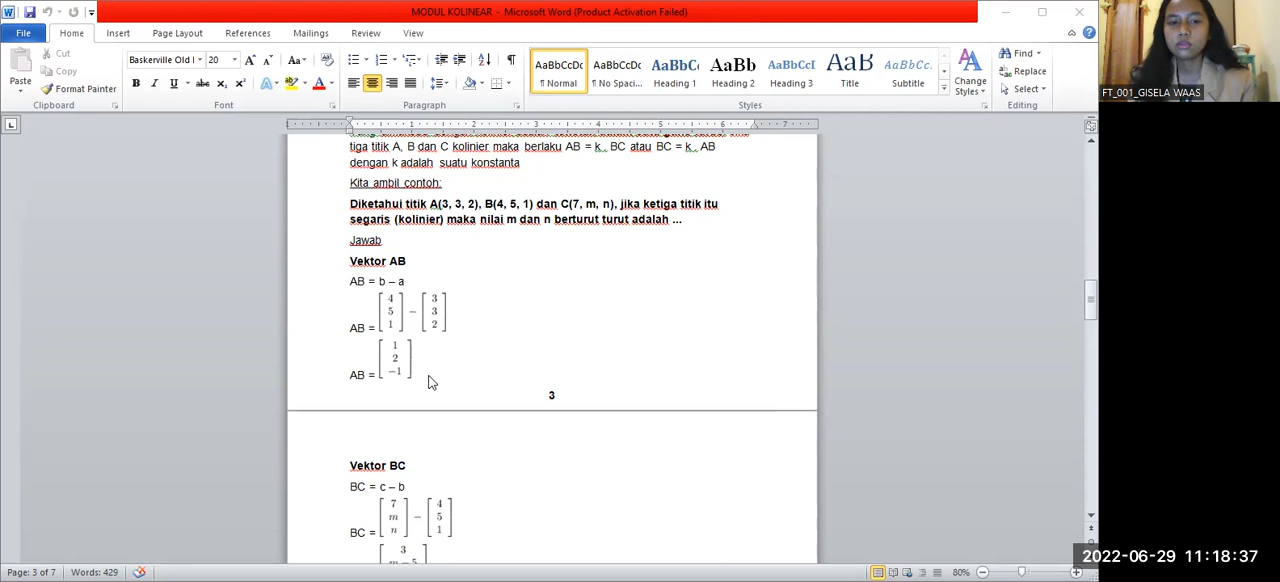 MODUL KOLINEAR - Microsoft Word (Product Activation Failed)
File Home Insert Page Layout References Mailings Review View
Cut
Copy
Format Painter
Paste
Clipboard
Baskerville Old I 20
Font
Paragraph
AaBbCcDc AaBbCcDc AaBbC AaBbCc AaBbCcI AaB AaBbCc.
¶ Normal ¶ No Spaci... Heading 1 Heading 2 Heading 3 Title Subtitle
Change
Styles
Styles
Find
Replace
Select
Editing
FT_001_GISELA WAAS
tiga titik A, B dan C kolinier maka berlaku AB = k . BC atau BC = k . AB
dengan k adalah suatu konstanta
Kita ambil contoh:
Diketahui titik A(3, 3, 2), B(4, 5, 1) dan C(7, m, n), jika ketiga titik itu
segaris (kolinier) maka nilai m dan n berturut turut adalah ...
Jawab
Vektor AB
AB = b – a
AB = [4 5 1] − [3 3 2]
AB = [1 2 −1]
3
Vektor BC
BC = c – b
BC = [7 m n] − [4 5 1]
3
m − 5
Page: 3 of 7 Words: 429 80%
2022-06-29 11:18:37